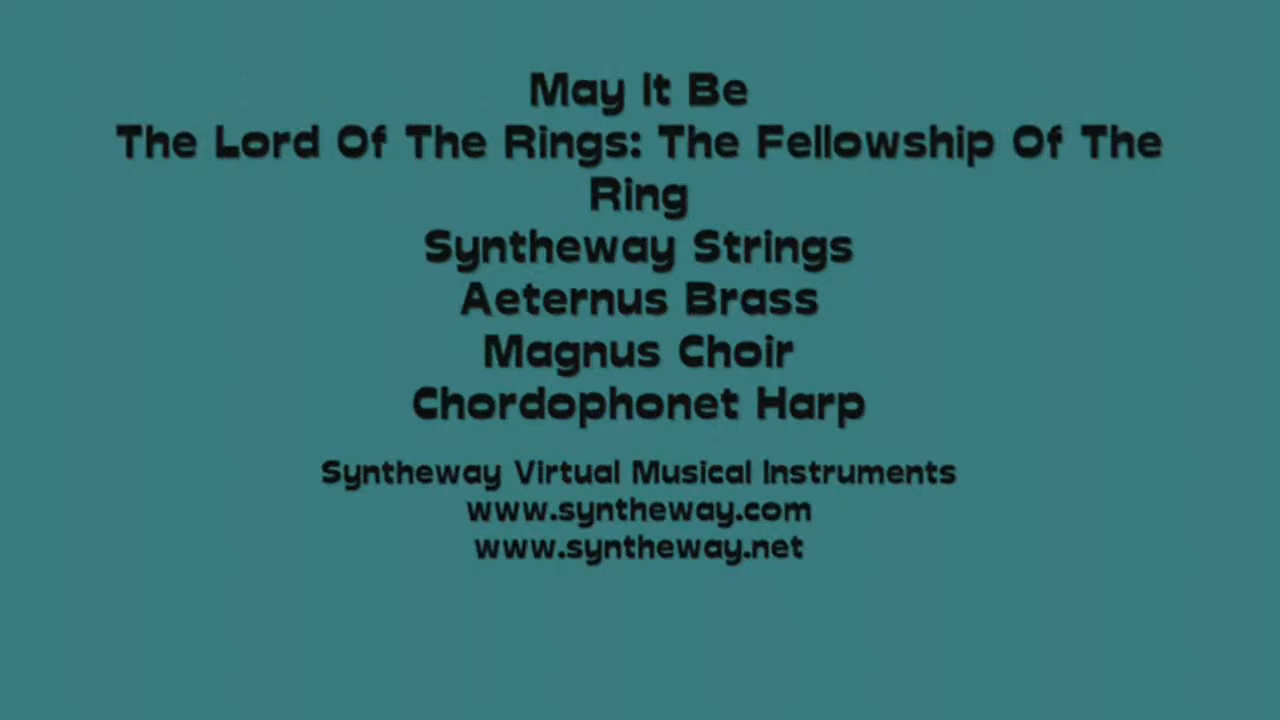 May It Be
The Lord Of The Rings: The Fellowship Of The
Ring
Syntheway Strings
Aeternus Brass
Magnus Choir
Chordophonet Harp
Syntheway Virtual Musical Instruments
www.syntheway.com
www.syntheway.net